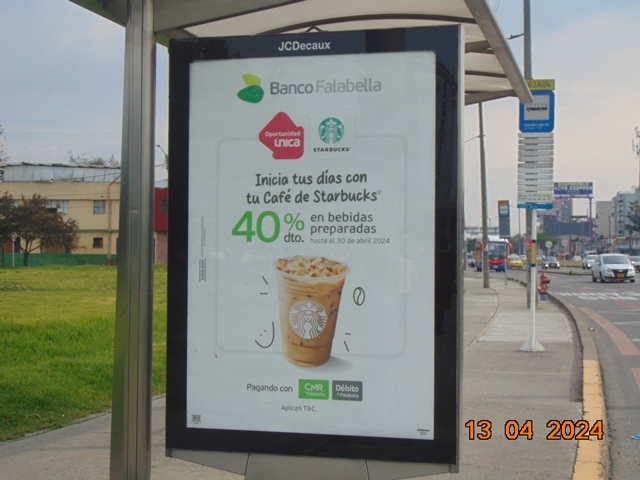 JCDecaux
Banco Falabella
Oportunidad
única
STARBUCKS®
Inicia tus días con
tu Café de Starbucks®
40%
dto.
en bebidas
preparadas
hasta el 30 de abril 2024
Pagando con
CMR
Falabella
Débito
Falabella
Aplican T&C.
13 04 2024